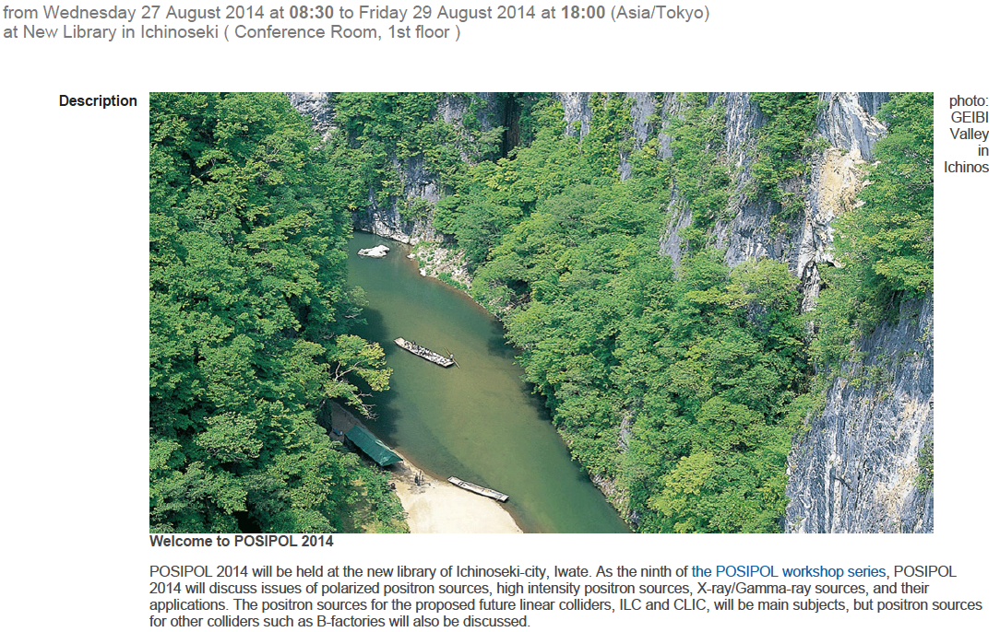 from Wednesday 27 August 2014 at 08:30 to Friday 29 August 2014 at 18:00 (Asia/Tokyo)
at New Library in Ichinoseki ( Conference Room, 1st floor )
Description
photo:
GEIBI
Valley
in
Ichinos
Welcome to POSIPOL 2014
POSIPOL 2014 will be held at the new library of Ichinoseki-city, Iwate. As the ninth of the POSIPOL workshop series, POSIPOL
2014 will discuss issues of polarized positron sources, high intensity positron sources, X-ray/Gamma-ray sources, and their
applications. The positron sources for the proposed future linear colliders, ILC and CLIC, will be main subjects, but positron sources
for other colliders such as B-factories will also be discussed.